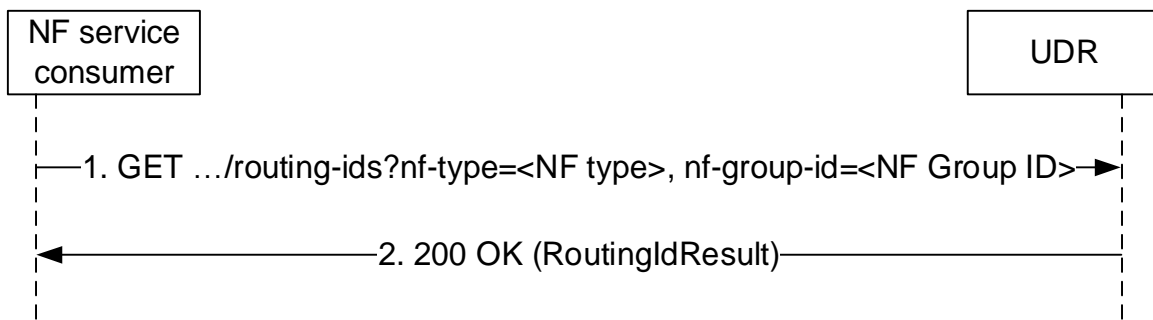 NF service
consumer
UDR
1. GET …/routing-ids?nf-type=<NF type>, nf-group-id=<NF Group ID>
2. 200 OK (RoutingIdResult)